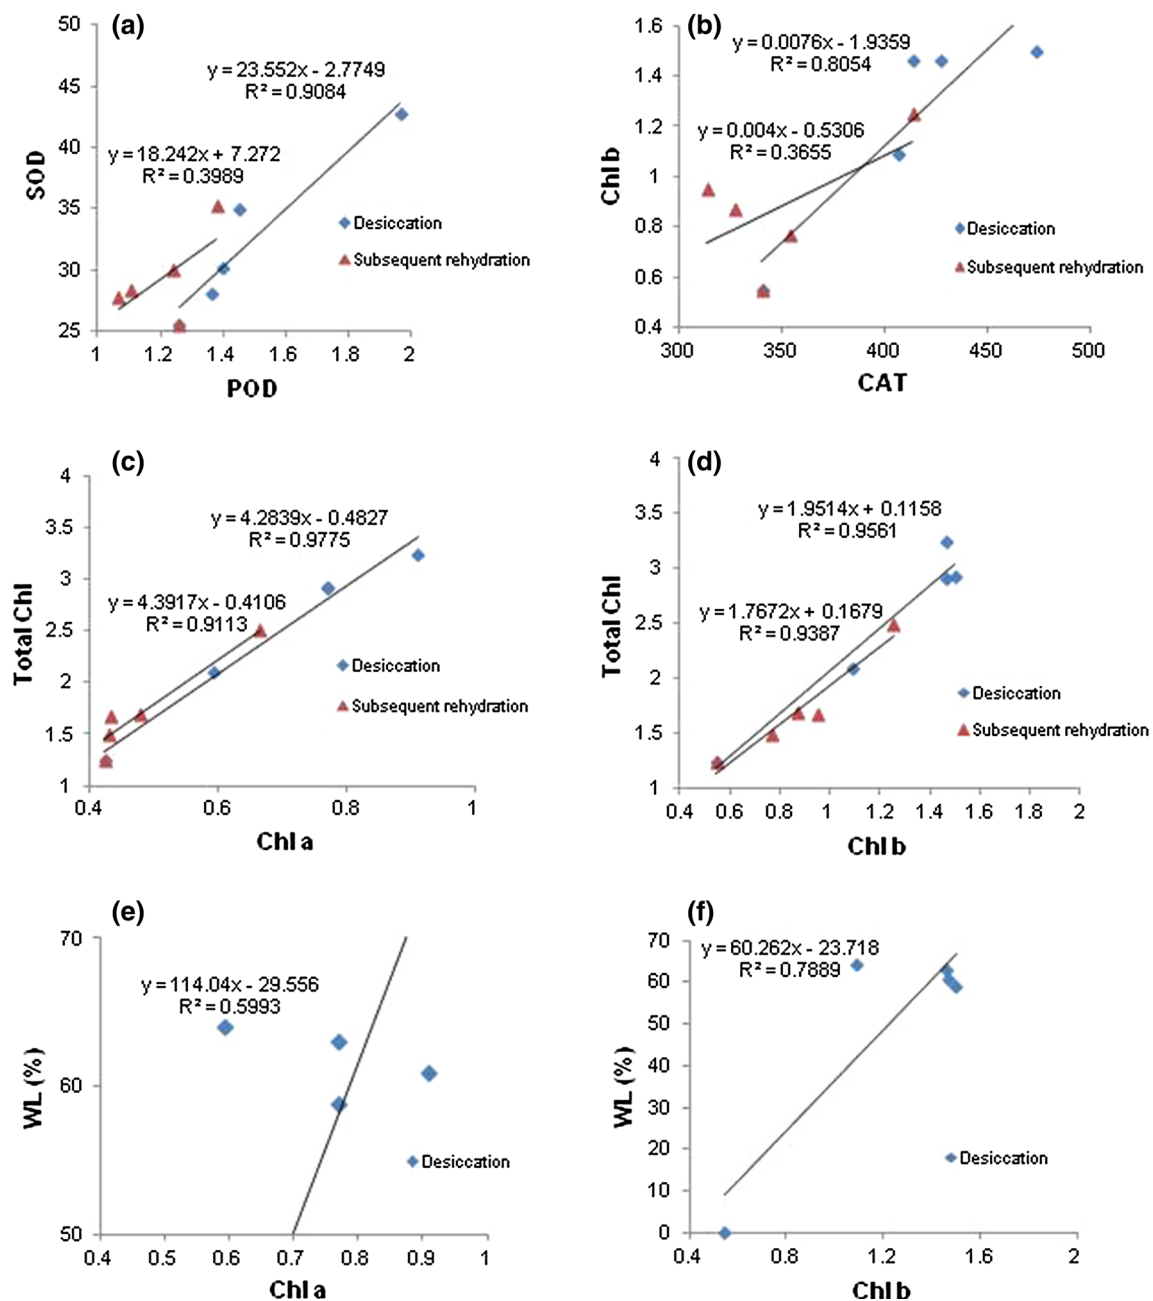 (a)
50
45
40
35
30
25
SOD
y = 23.552x - 2.7749
R² = 0.9084
y = 18.242x + 7.272
R² = 0.3989
Desiccation
Subsequent rehydration
1 1.2 1.4 1.6 1.8 2
POD
(b)
1.6
1.4
1.2
1
0.8
0.6
0.4
Chl b
y = 0.0076x - 1.9359
R² = 0.8054
y = 0.004x - 0.5306
R² = 0.3655
Desiccation
Subsequent rehydration
300 350 400 450 500
CAT
(c)
4
3.5
3
2.5
2
1.5
1
Total Chl
y = 4.2839x - 0.4827
R² = 0.9775
y = 4.3917x - 0.4106
R² = 0.9113
Desiccation
Subsequent rehydration
0.4 0.6 0.8 1
Chl a
(d)
4
3.5
3
2.5
2
1.5
1
Total Chl
y = 1.9514x + 0.1158
R² = 0.9561
y = 1.7672x + 0.1679
R² = 0.9387
Desiccation
Subsequent rehydration
0.4 0.6 0.8 1 1.2 1.4 1.6 1.8 2
Chl b
(e)
70
60
50
WL (%)
y = 114.04x - 29.556
R² = 0.5993
Desiccation
0.4 0.5 0.6 0.7 0.8 0.9 1
Chl a
(f)
70
60
50
40
30
20
10
0
WL (%)
y = 60.262x - 23.718
R² = 0.7889
Desiccation
0.4 0.8 1.2 1.6 2
Chl b